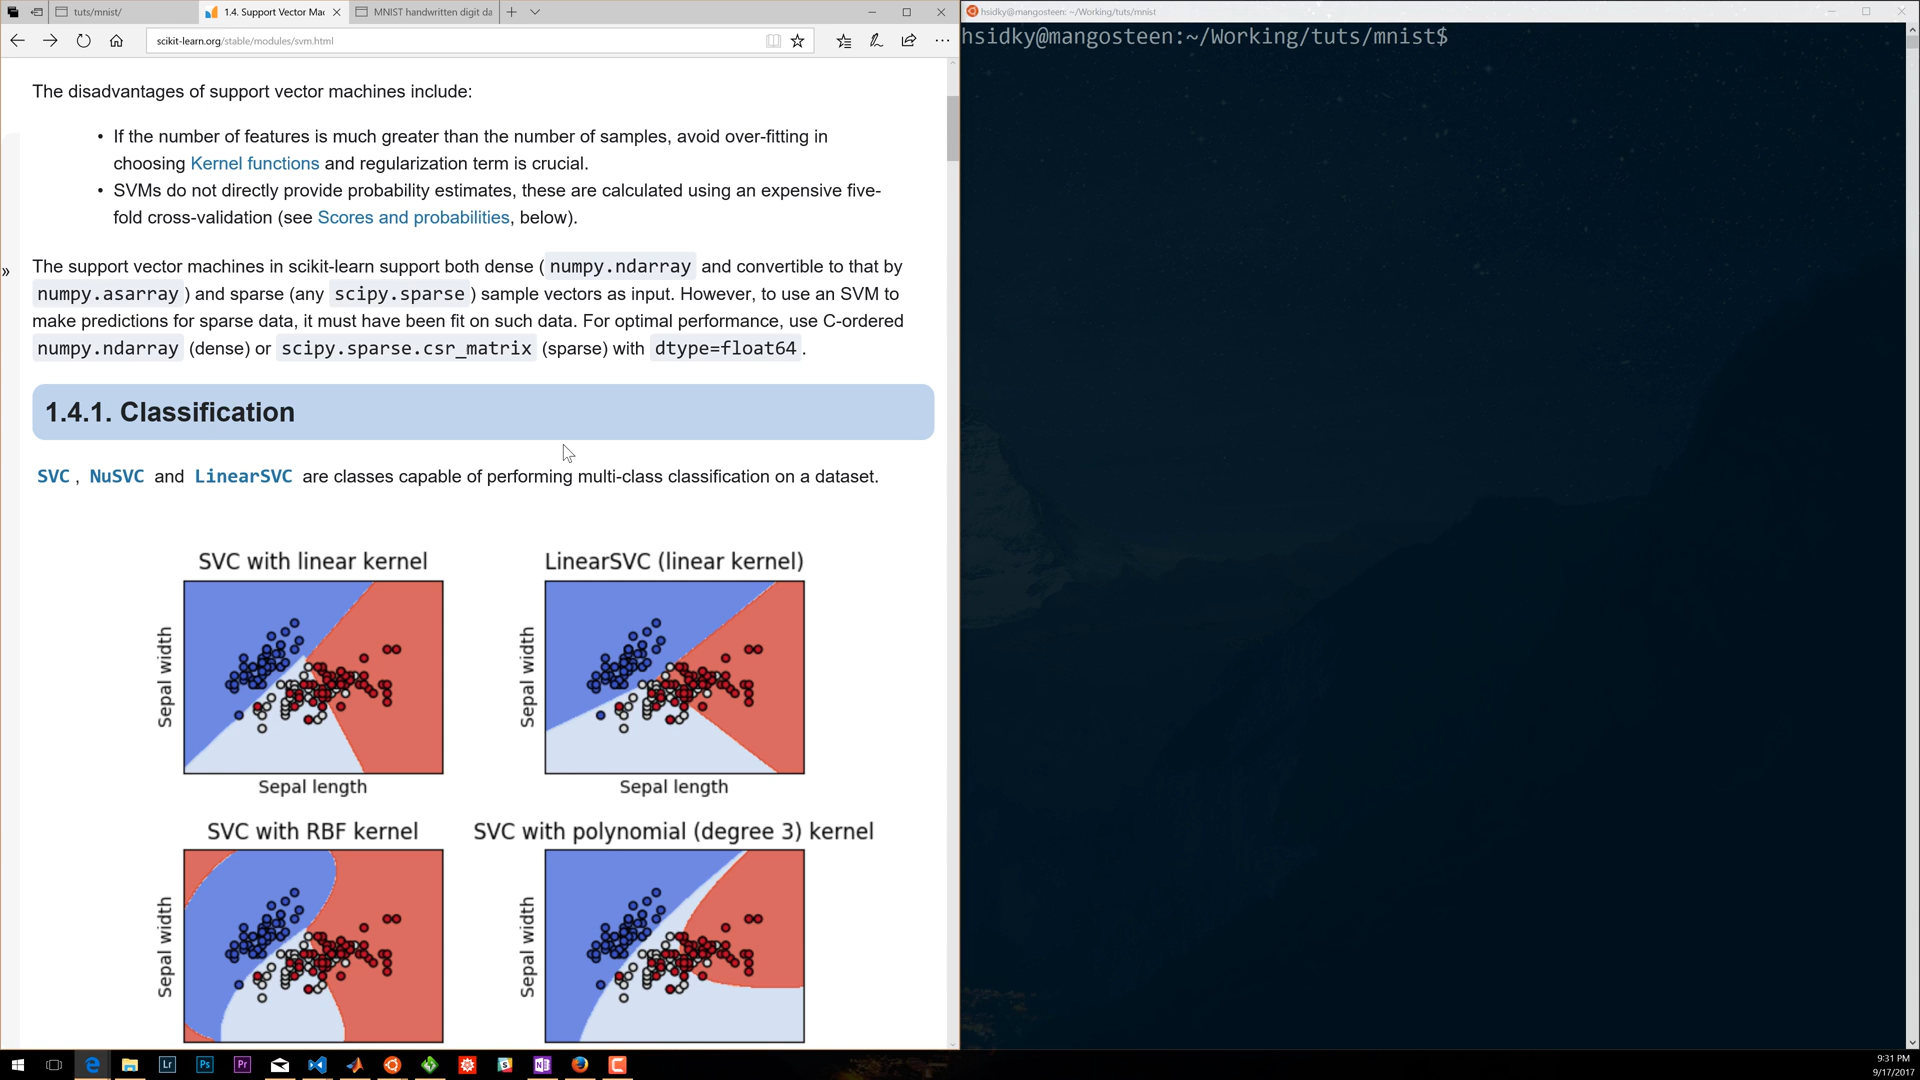 tuts/mnist/
1.4. Support Vector Mac
MNIST handwritten digit da
scikit-learn.org/stable/modules/svm.html
The disadvantages of support vector machines include:
• If the number of features is much greater than the number of samples, avoid over-fitting in
choosing Kernel functions and regularization term is crucial.
• SVMs do not directly provide probability estimates, these are calculated using an expensive five-
fold cross-validation (see Scores and probabilities, below).
»
The support vector machines in scikit-learn support both dense ( numpy.ndarray and convertible to that by
numpy.asarray ) and sparse (any scipy.sparse ) sample vectors as input. However, to use an SVM to
make predictions for sparse data, it must have been fit on such data. For optimal performance, use C-ordered
numpy.ndarray (dense) or scipy.sparse.csr_matrix (sparse) with dtype=float64 .
1.4.1. Classification
SVC , NuSVC and LinearSVC are classes capable of performing multi-class classification on a dataset.
SVC with linear kernel
Sepal width
Sepal length
LinearSVC (linear kernel)
Sepal width
Sepal length
SVC with RBF kernel
Sepal width
SVC with polynomial (degree 3) kernel
Sepal width
hsidky@mangosteen: ~/Working/tuts/mnist
hsidky@mangosteen:~/Working/tuts/mnist$
Lr
Ps
Pr
9:31 PM
9/17/2017